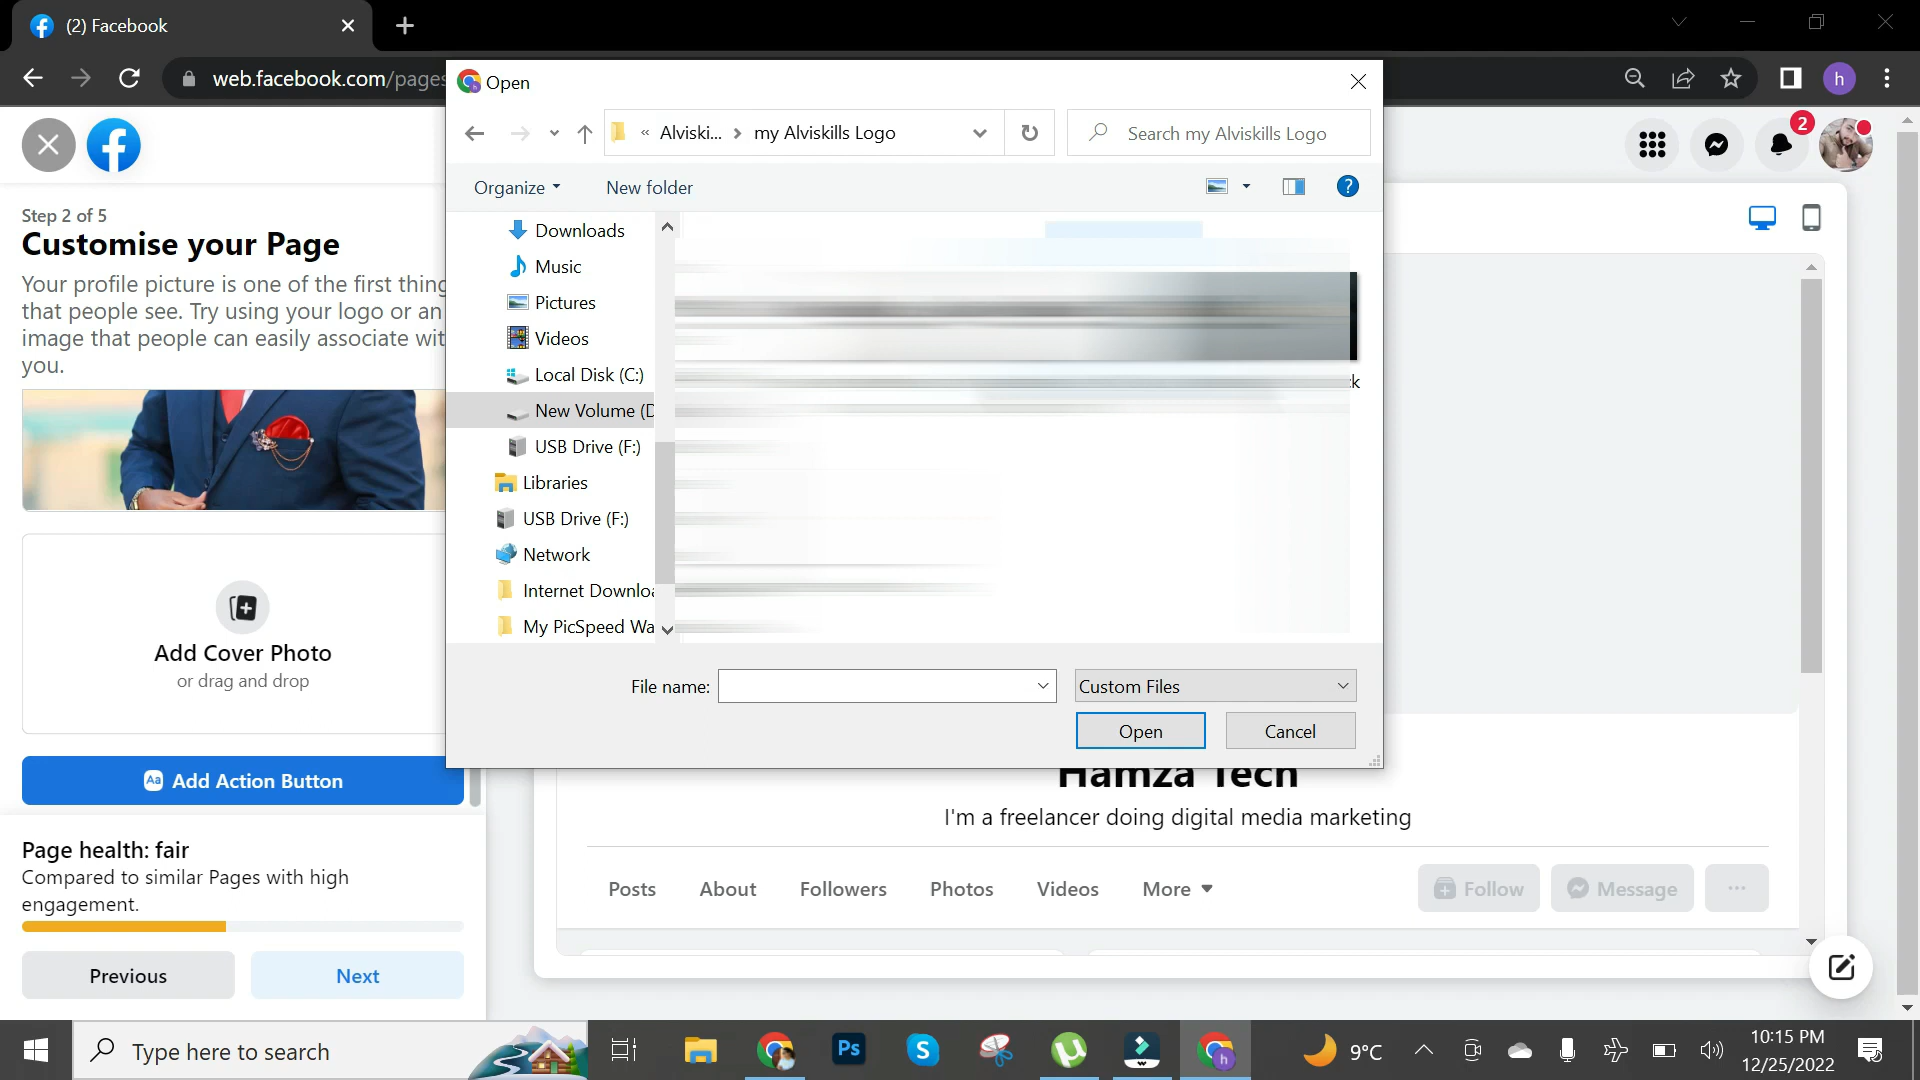 (2) Facebook
web.facebook.com/pages
h
Open
« Alviski... > my Alviskills Logo
Search my Alviskills Logo
Organize
New folder
?
Downloads
Music
Pictures
Videos
Local Disk (C:)
New Volume (D
USB Drive (F:)
Libraries
USB Drive (F:)
Network
Internet Downloa
My PicSpeed Wa
k
File name:
Custom Files
Open
Cancel
2
Step 2 of 5
Customise your Page
Your profile picture is one of the first thing
that people see. Try using your logo or an
image that people can easily associate wit
you.
Add Cover Photo
or drag and drop
Aa Add Action Button
Page health: fair
Compared to similar Pages with high
engagement.
Previous
Next
Hamza Tech
I'm a freelancer doing digital media marketing
Posts
About
Followers
Photos
Videos
More
Follow
Message
...
Type here to search
Ps
S
h
9°C
10:15 PM
12/25/2022